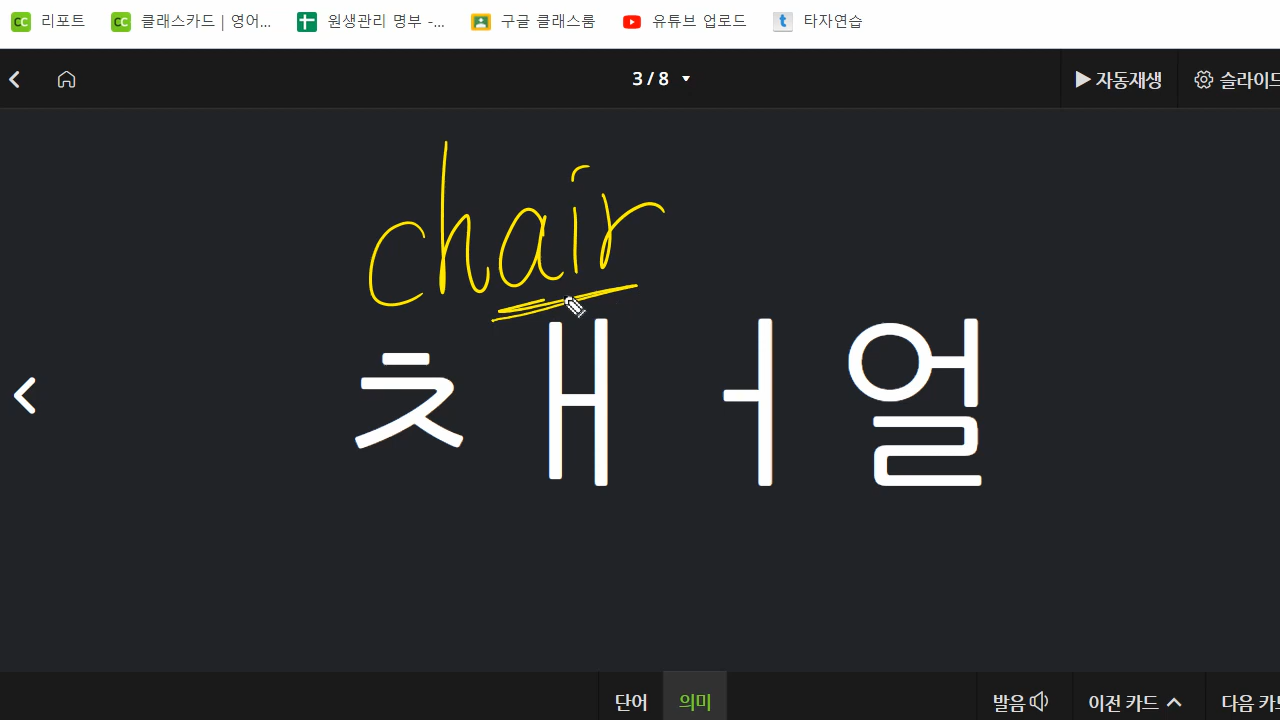 리포트 클래스카드 | 영어... 원생관리 명부 -... 구글 클래스룸 유튜브 업로드 타자연습
3 / 8 자동재생 슬라이드
chair
ㅊ ㅐ ㅓ 얼
단어 의미 발음 이전 카드 다음 카드